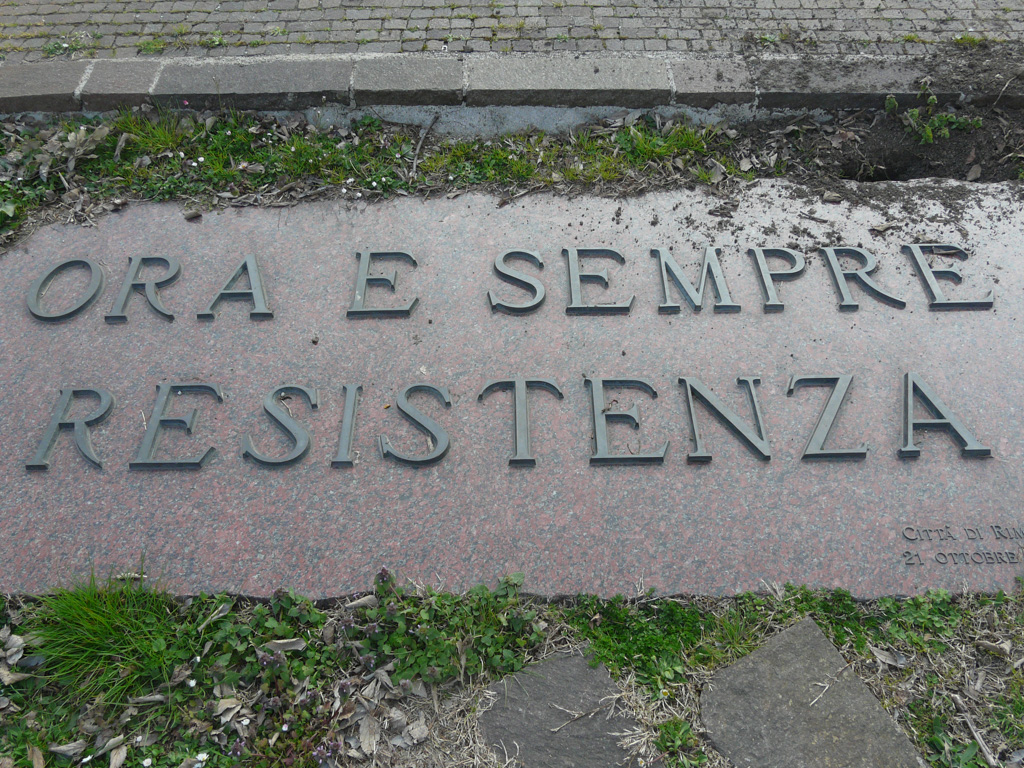 ORA E SEMPRE
RESISTENZA
CITTÀ DI
21 OTTOBRE